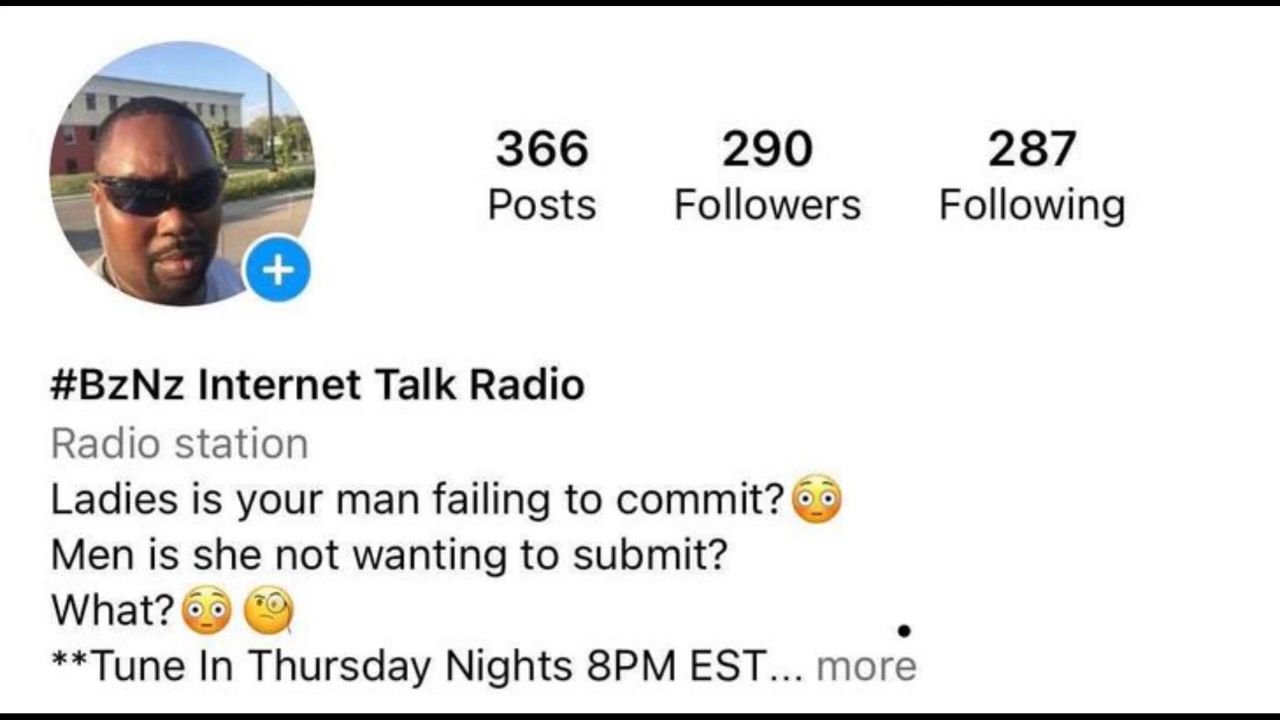 366 290 287
Posts Followers Following
#BzNz Internet Talk Radio
Radio station
Ladies is your man failing to commit?😳
Men is she not wanting to submit?
What?😳🧐
**Tune In Thursday Nights 8PM EST... more